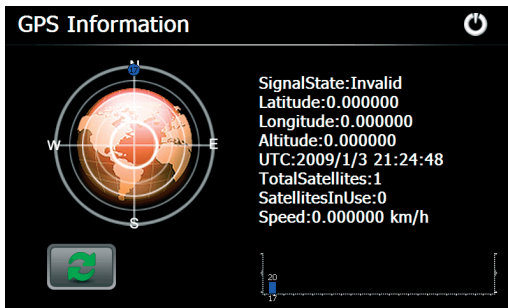 GPS Information
N
17
W
E
S
SignalState:Invalid
Latitude:0.000000
Longitude:0.000000
Altitude:0.000000
UTC:2009/1/3 21:24:48
TotalSatellites:1
SatellitesInUse:0
Speed:0.000000 km/h
20
17